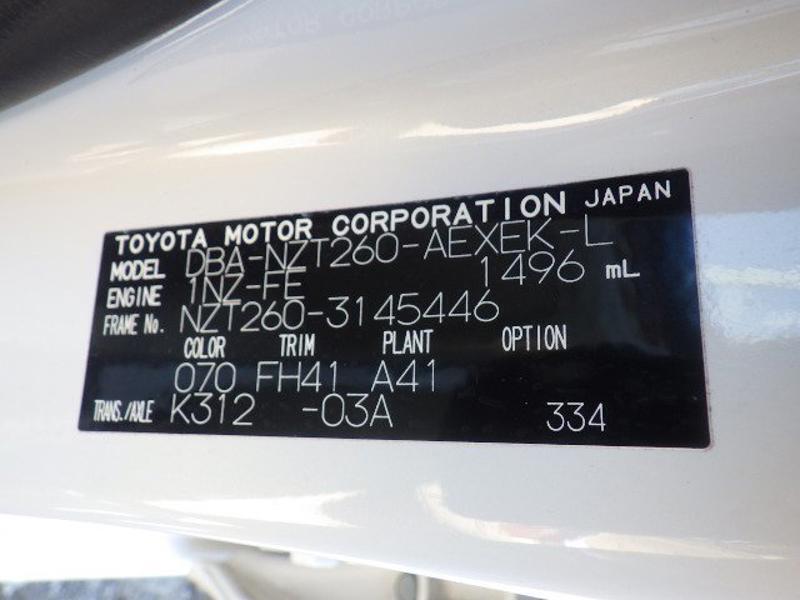 TOYOTA MOTOR CORPORATION JAPAN
MODEL DBA-NZT260-AEXEK-L
ENGINE 1NZ-FE 1496 mL
FRAME No. NZT260-3145446
COLOR TRIM PLANT OPTION
070 FH41 A41
TRANS./AXLE K312 -03A 334